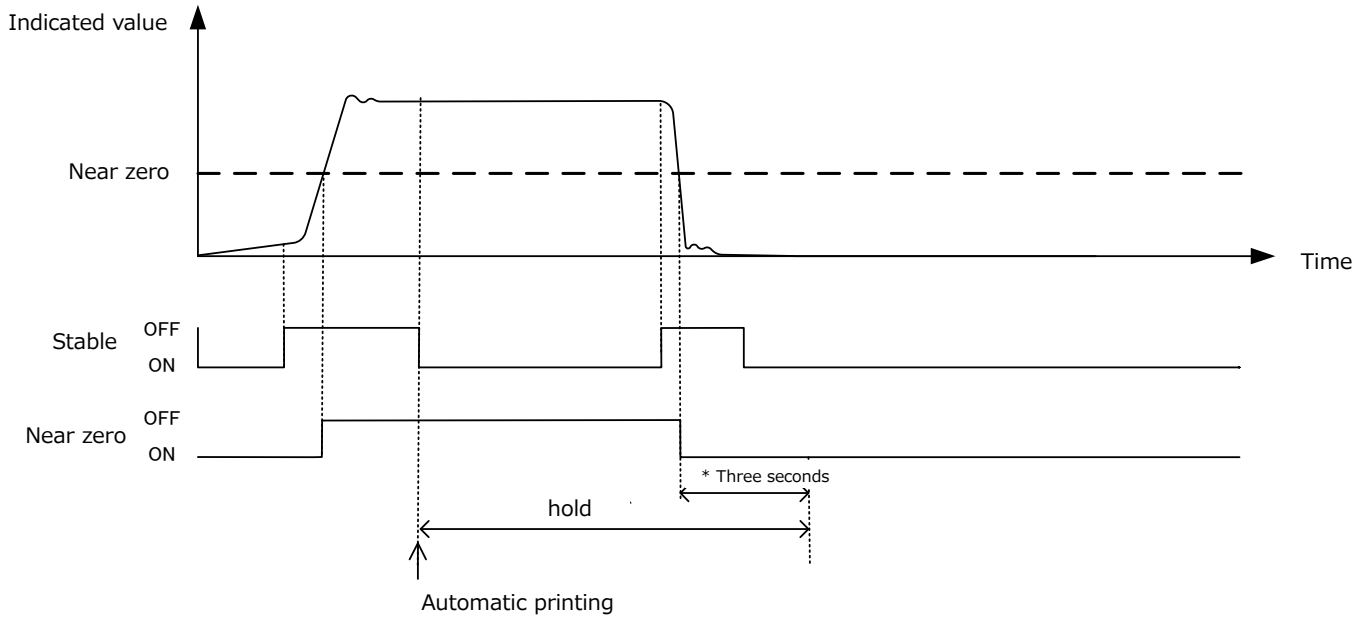 Indicated value
Near zero
Time
Stable
OFF
ON
Near zero
OFF
ON
* Three seconds
hold
Automatic printing